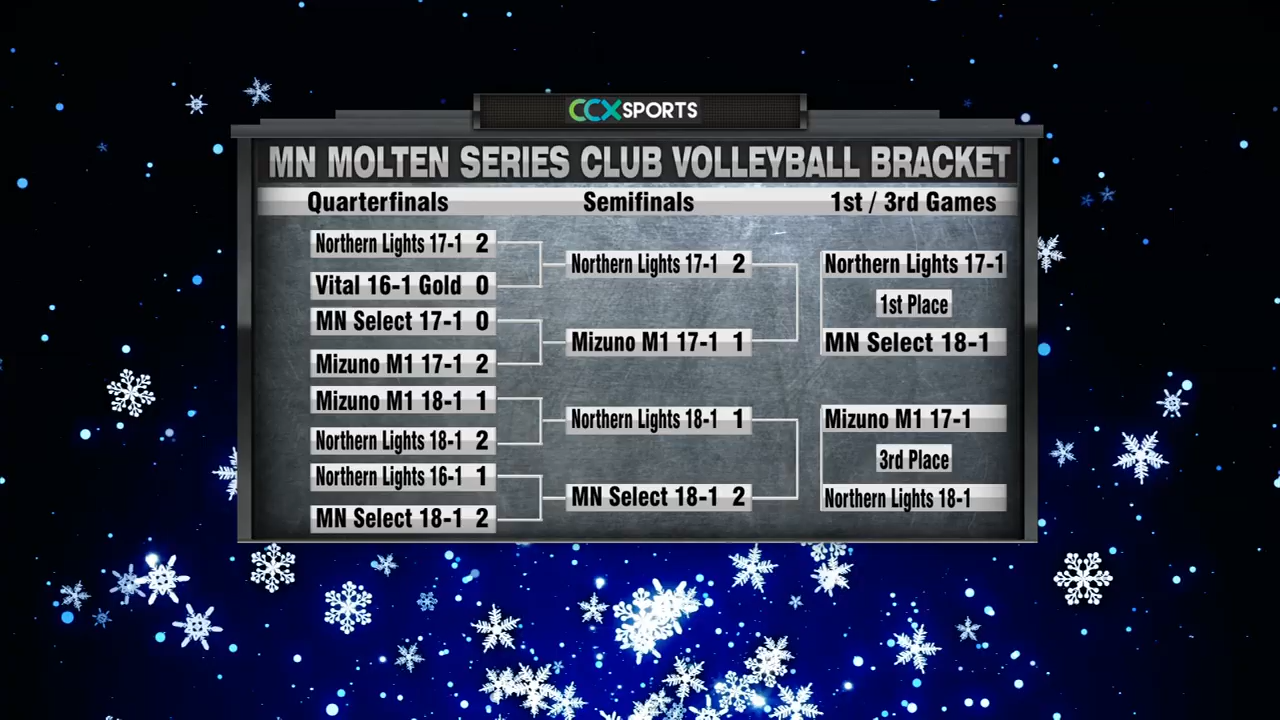 CCX SPORTS
MN MOLTEN SERIES CLUB VOLLEYBALL BRACKET
Quarterfinals Semifinals 1st / 3rd Games
Northern Lights 17-1 2
Vital 16-1 Gold 0
MN Select 17-1 0
Mizuno M1 17-1 2
Mizuno M1 18-1 1
Northern Lights 18-1 2
Northern Lights 16-1 1
MN Select 18-1 2
Northern Lights 17-1 2
Mizuno M1 17-1 1
Northern Lights 18-1 1
MN Select 18-1 2
Northern Lights 17-1
1st Place
MN Select 18-1
Mizuno M1 17-1
3rd Place
Northern Lights 18-1